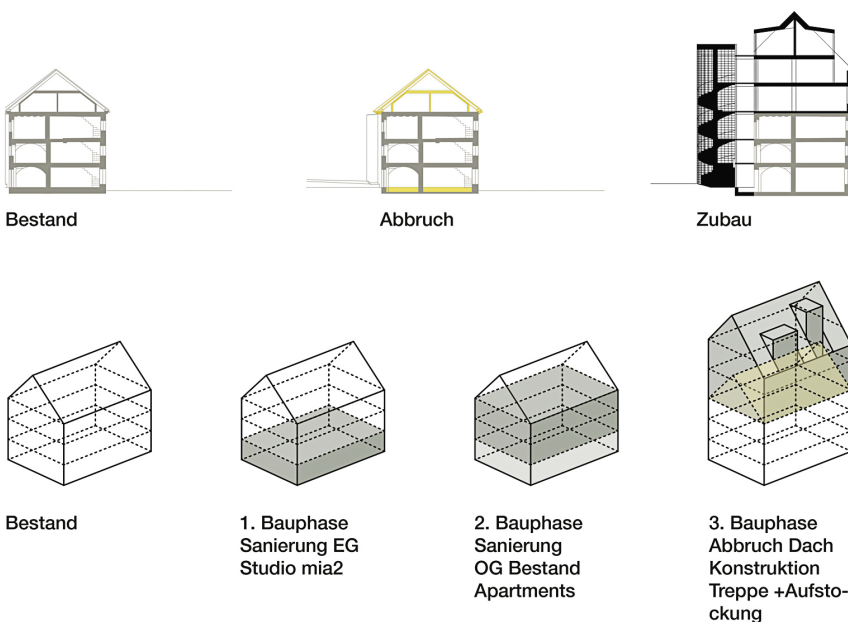 Bestand
Abbruch
Zubau
Bestand
1. Bauphase
Sanierung EG
Studio mia2
2. Bauphase
Sanierung
OG Bestand
Apartments
3. Bauphase
Abbruch Dach
Konstruktion
Treppe +Aufsto-
ckung